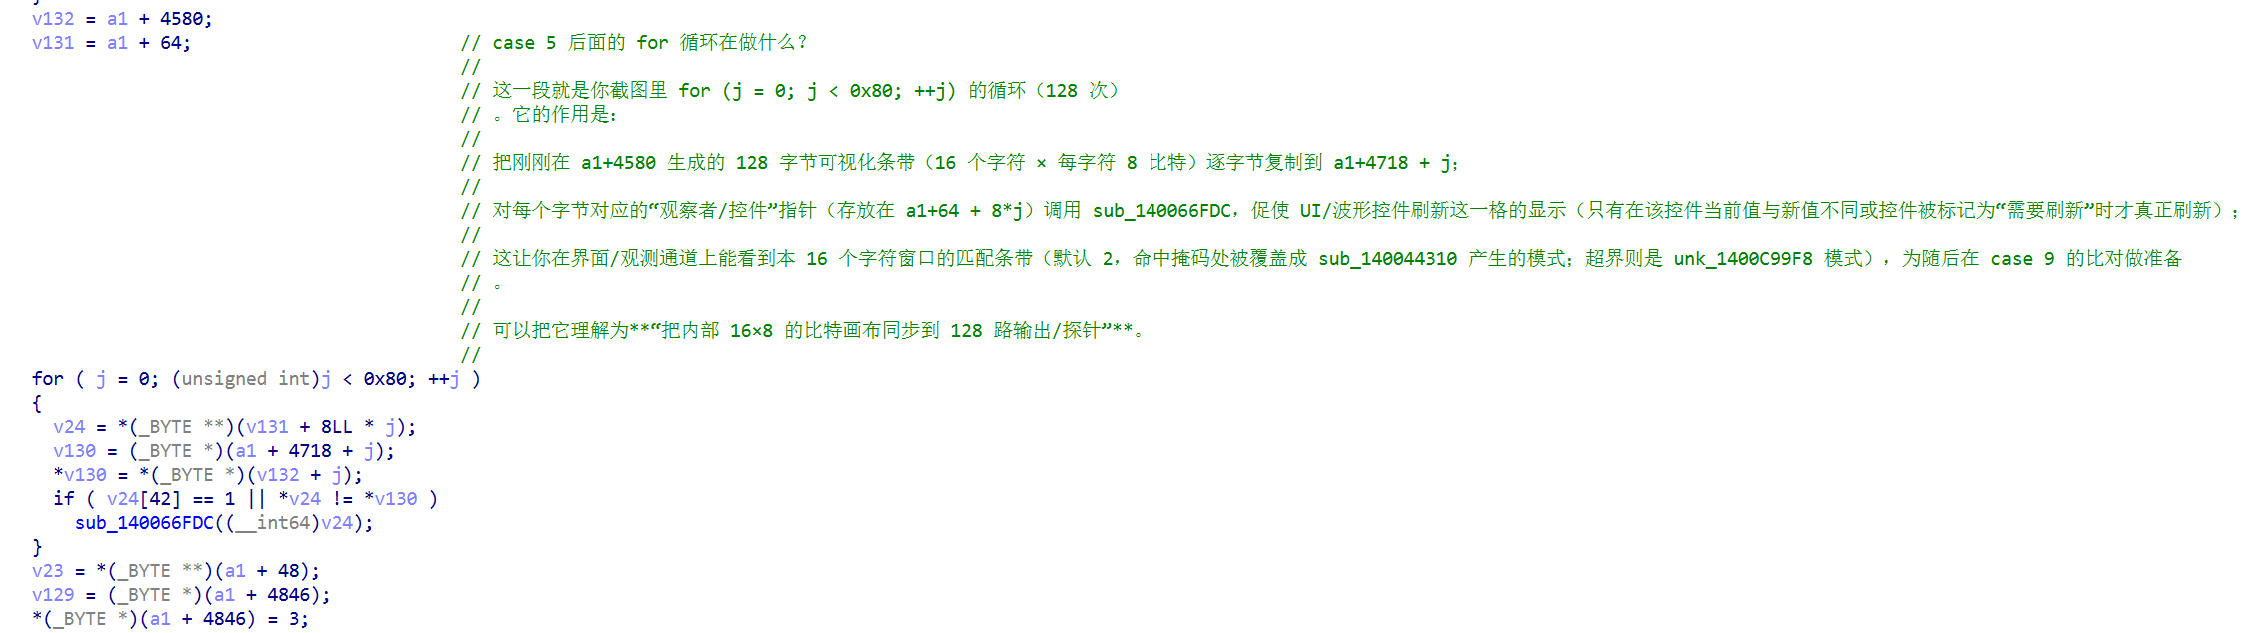 v132 = a1 + 4580;
v131 = a1 + 64; // case 5 后面的 for 循环在做什么？
//
// 这一段就是你截图里 for (j = 0; j < 0x80; ++j) 的循环（128 次）
// 。它的作用是：
//
// 把刚刚在 a1+4580 生成的 128 字节可视化条带（16 个字符 × 每字符 8 比特）逐字节复制到 a1+4718 + j；
//
// 对每个字节对应的“观察者/控件”指针（存放在 a1+64 + 8*j）调用 sub_140066FDC，促使 UI/波形控件刷新这一格的显示（只有在该控件当前值与新值不同或控件被标记为“需要刷新”时才真正刷新）；
//
// 这让你在界面/观测通道上能看到本 16 个字符窗口的匹配条带（默认 2，命中掩码处被覆盖成 sub_140044310 产生的模式；超界则是 unk_1400C99F8 模式），为随后在 case 9 的比对做准备
// 。
//
// 可以把它理解为**“把内部 16×8 的比特画布同步到 128 路输出/探针”**。
//
for ( j = 0; (unsigned int)j < 0x80; ++j )
{
v24 = *(_BYTE **)(v131 + 8LL * j);
v130 = (_BYTE *)(a1 + 4718 + j);
*v130 = *(_BYTE *)(v132 + j);
if ( v24[42] == 1 || *v24 != *v130 )
sub_140066FDC((__int64)v24);
}
v23 = *(_BYTE **)(a1 + 48);
v129 = (_BYTE *)(a1 + 4846);
*(_BYTE *)(a1 + 4846) = 3;